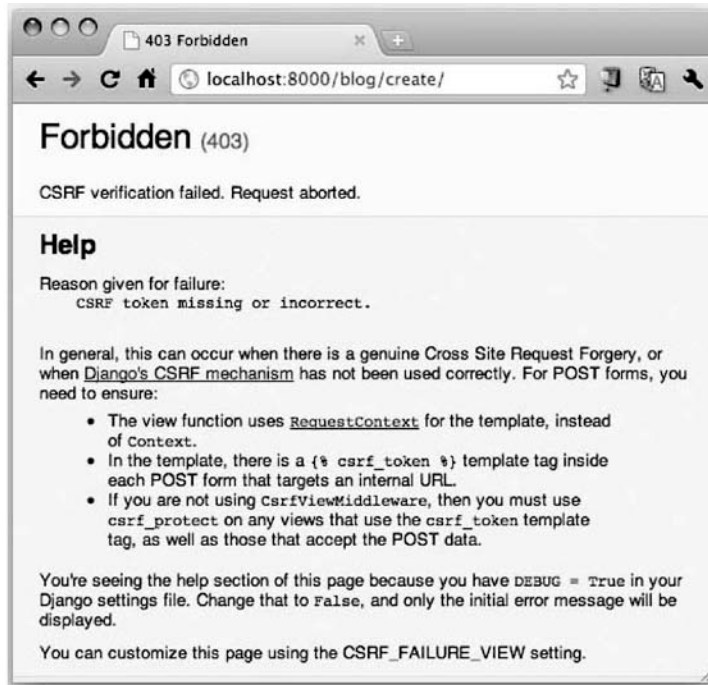 403 Forbidden
localhost:8000/blog/create/
Forbidden (403)
CSRF verification failed. Request aborted.
Help
Reason given for failure:
CSRF token missing or incorrect.
In general, this can occur when there is a genuine Cross Site Request Forgery, or
when Django's CSRF mechanism has not been used correctly. For POST forms, you
need to ensure:
• The view function uses RequestContext for the template, instead
of Context.
• In the template, there is a {% csrf_token %} template tag inside
each POST form that targets an internal URL.
• If you are not using CsrfViewMiddleware, then you must use
csrf_protect on any views that use the csrf_token template
tag, as well as those that accept the POST data.
You're seeing the help section of this page because you have DEBUG = True in your
Django settings file. Change that to False, and only the initial error message will be
displayed.
You can customize this page using the CSRF_FAILURE_VIEW setting.